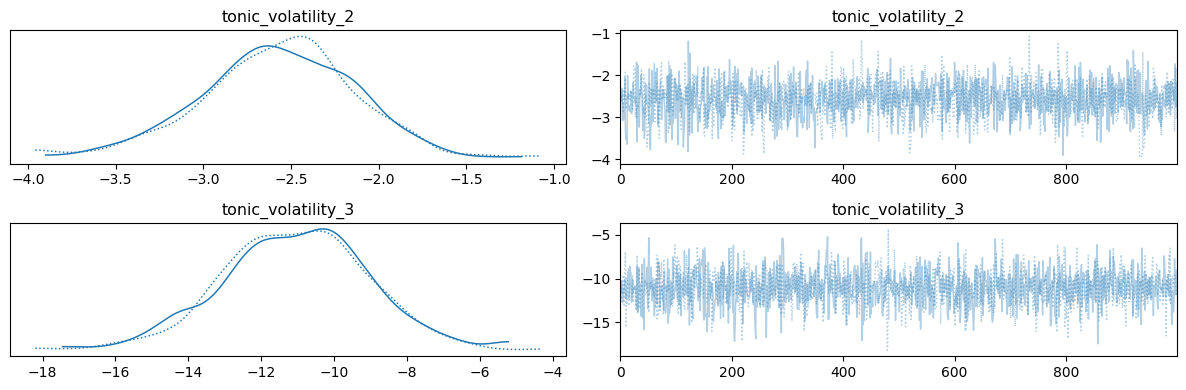 tonic_volatility_2
−4.0 −3.5 −3.0 −2.5 −2.0 −1.5 −1.0
tonic_volatility_2
−1
−2
−3
−4
0 200 400 600 800
tonic_volatility_3
−18 −16 −14 −12 −10 −8 −6 −4
tonic_volatility_3
−5
−10
−15
0 200 400 600 800